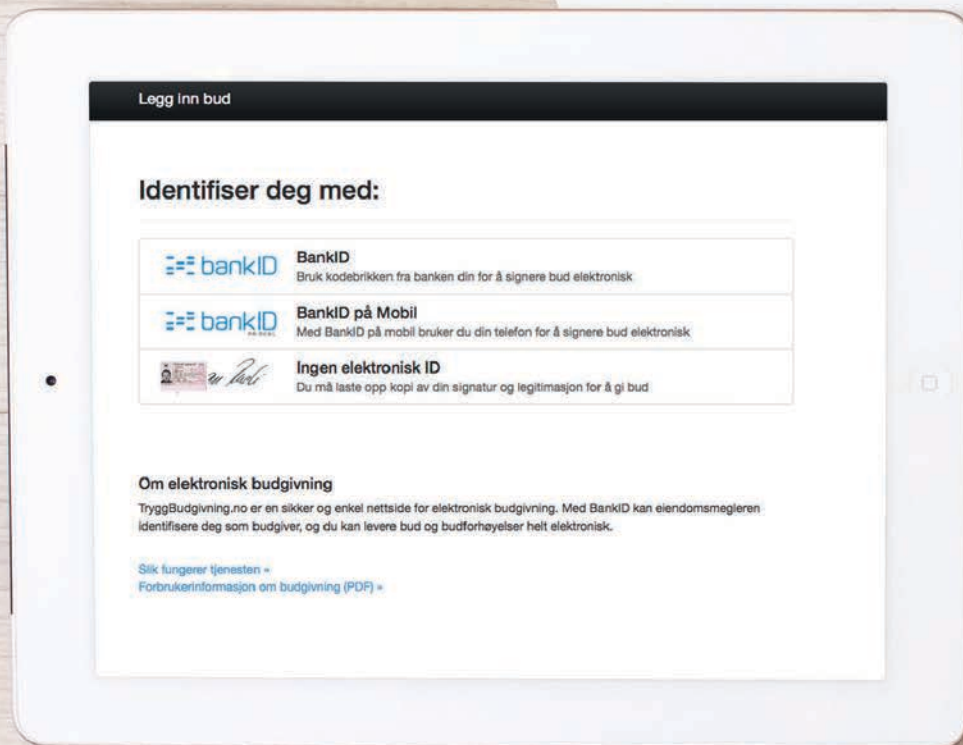 Legg inn bud
Identifiser deg med:
bankID
BankID
Bruk kodebrikken fra banken din for å signere bud elektronisk
bankID
BankID på Mobil
Med BankID på mobil bruker du din telefon for å signere bud elektronisk
Ingen elektronisk ID
Du må laste opp kopi av din signatur og legitimasjon for å gi bud
Om elektronisk budgivning
TryggBudgivning.no er en sikker og enkel nettside for elektronisk budgivning. Med BankID kan eiendomsmegleren
identifisere deg som budgiver, og du kan levere bud og budforhøyelser helt elektronisk.
Slik fungerer tjenesten »
Forbrukerinformasjon om budgivning (PDF) »